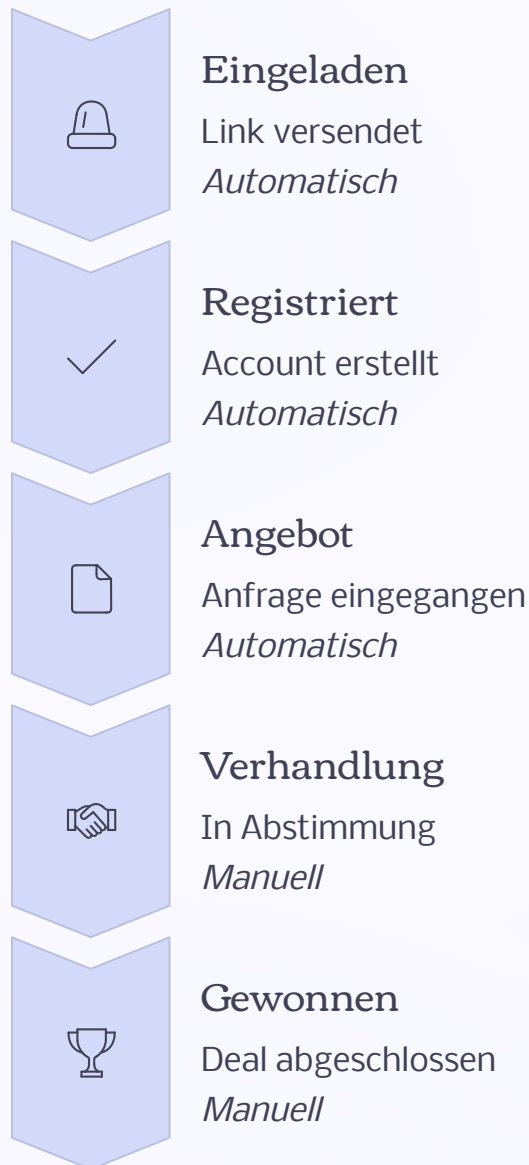 Eingeladen
Link versendet
Automatisch
Registriert
Account erstellt
Automatisch
Angebot
Anfrage eingegangen
Automatisch
Verhandlung
In Abstimmung
Manuell
Gewonnen
Deal abgeschlossen
Manuell